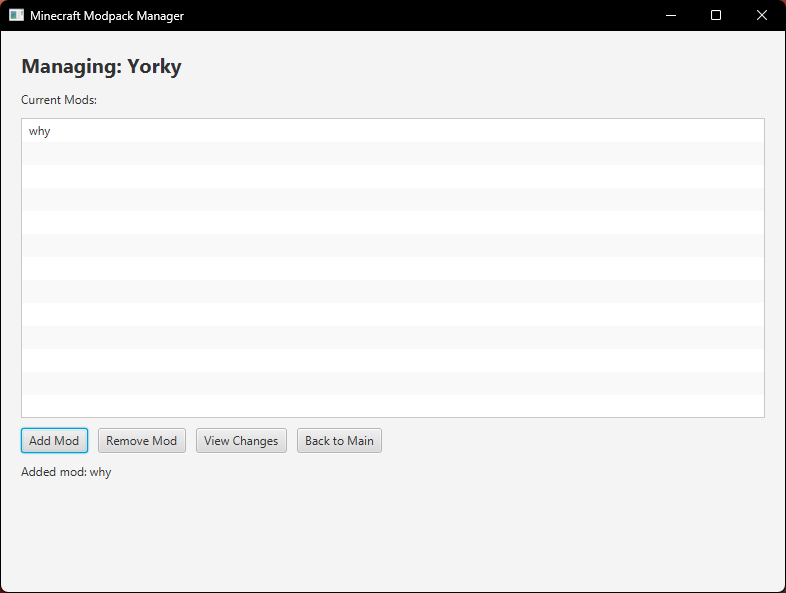 Minecraft Modpack Manager
Managing: Yorky
Current Mods:
why
Add Mod Remove Mod View Changes Back to Main
Added mod: why